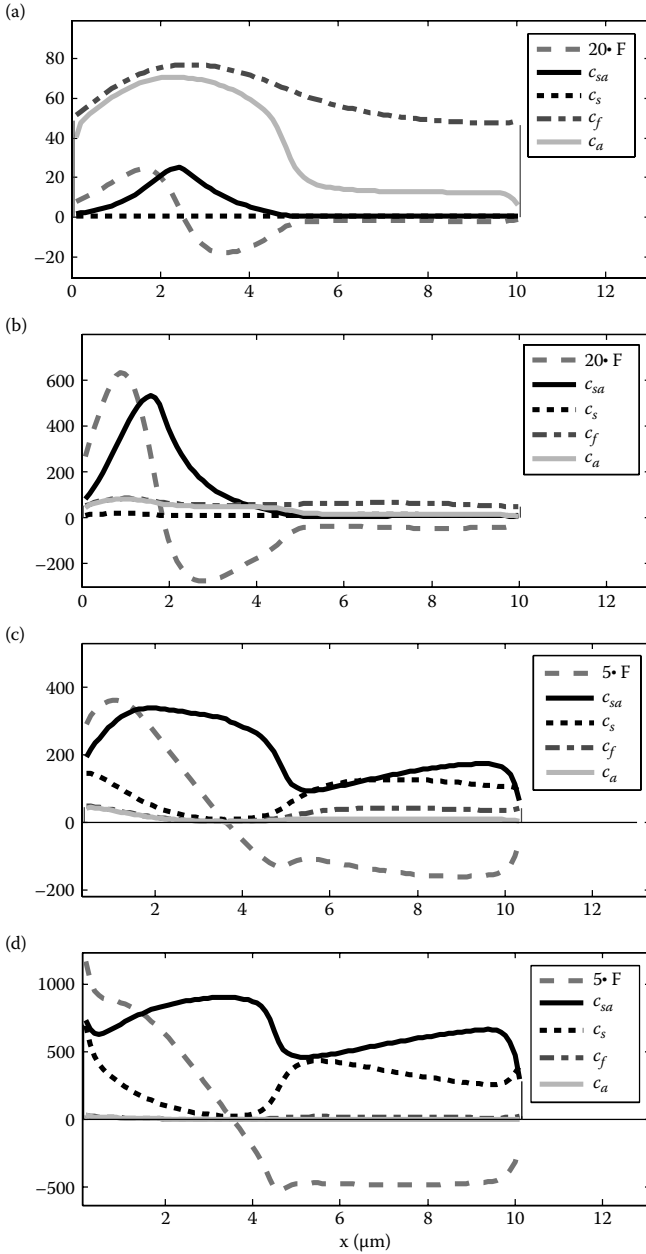 (a)
80
60
40
20
0
−20
0 2 4 6 8 10 12
20• F
c_sa
c_s
c_f
c_a
(b)
600
400
200
0
−200
0 2 4 6 8 10 12
20• F
c_sa
c_s
c_f
c_a
(c)
400
200
0
−200
2 4 6 8 10 12
5• F
c_sa
c_s
c_f
c_a
(d)
1000
500
0
−500
2 4 6 8 10 12
5• F
c_sa
c_s
c_f
c_a
x (μm)